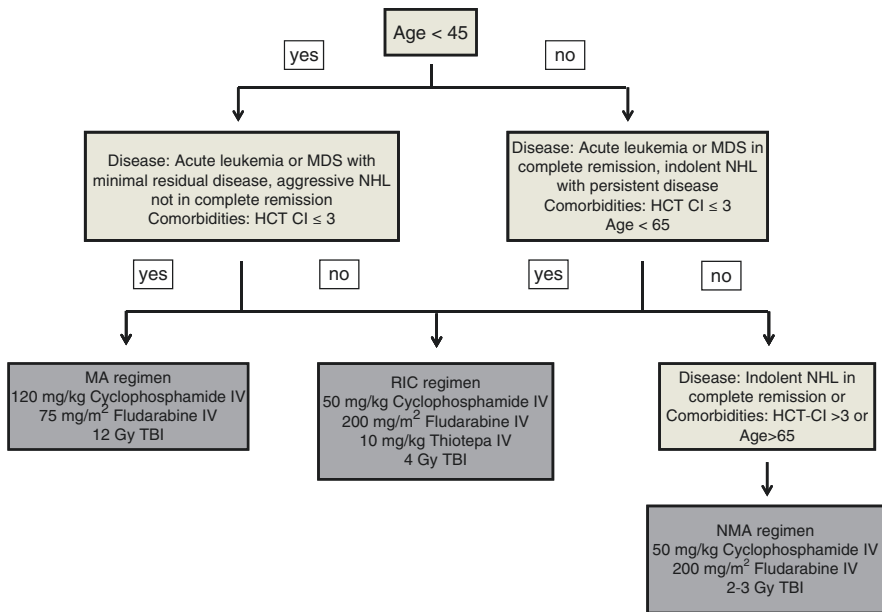 Age < 45
yes
no
Disease: Acute leukemia or MDS with
minimal residual disease, aggressive NHL
not in complete remission
Comorbidities: HCT CI ≤ 3
Disease: Acute leukemia or MDS in
complete remission, indolent NHL
with persistent disease
Comorbidities: HCT CI ≤ 3
Age < 65
yes
no
yes
no
MA regimen
120 mg/kg Cyclophosphamide IV
75 mg/m² Fludarabine IV
12 Gy TBI
RIC regimen
50 mg/kg Cyclophosphamide IV
200 mg/m² Fludarabine IV
10 mg/kg Thiotepa IV
4 Gy TBI
Disease: Indolent NHL in
complete remission or
Comorbidities: HCT-CI >3 or
Age>65
NMA regimen
50 mg/kg Cyclophosphamide IV
200 mg/m² Fludarabine IV
2-3 Gy TBI